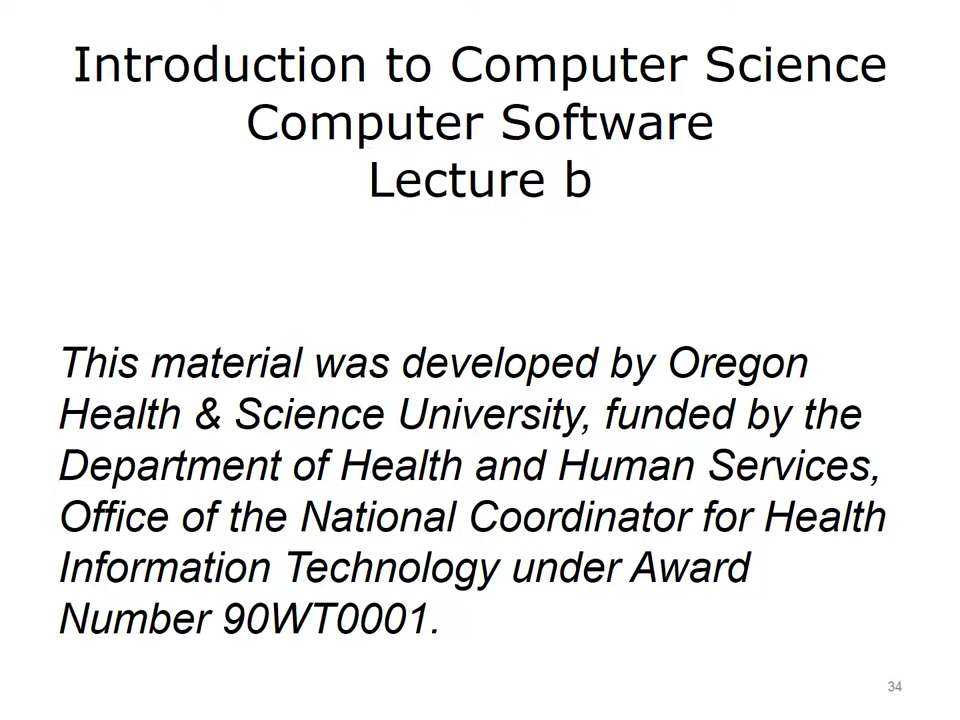 Introduction to Computer Science
Computer Software
Lecture b
This material was developed by Oregon
Health & Science University, funded by the
Department of Health and Human Services,
Office of the National Coordinator for Health
Information Technology under Award
Number 90WT0001.
34